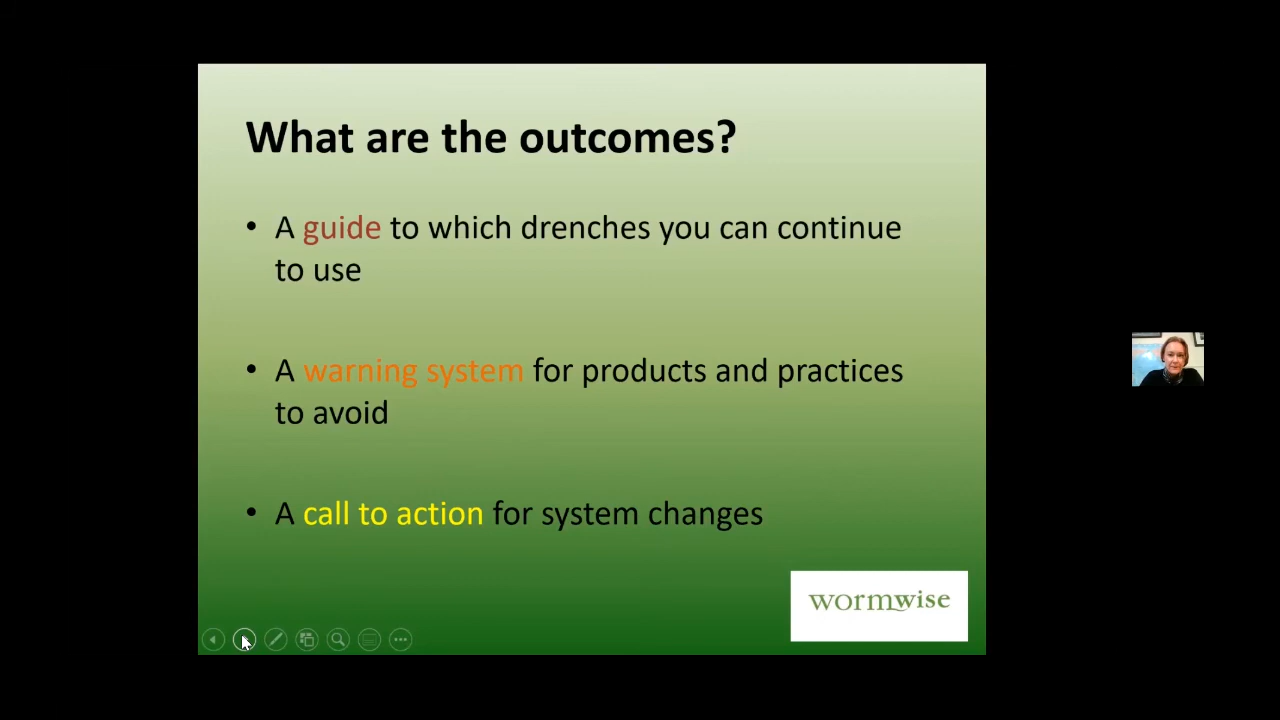 What are the outcomes?
• A guide to which drenches you can continue
to use
• A warning system for products and practices
to avoid
• A call to action for system changes
wormwise